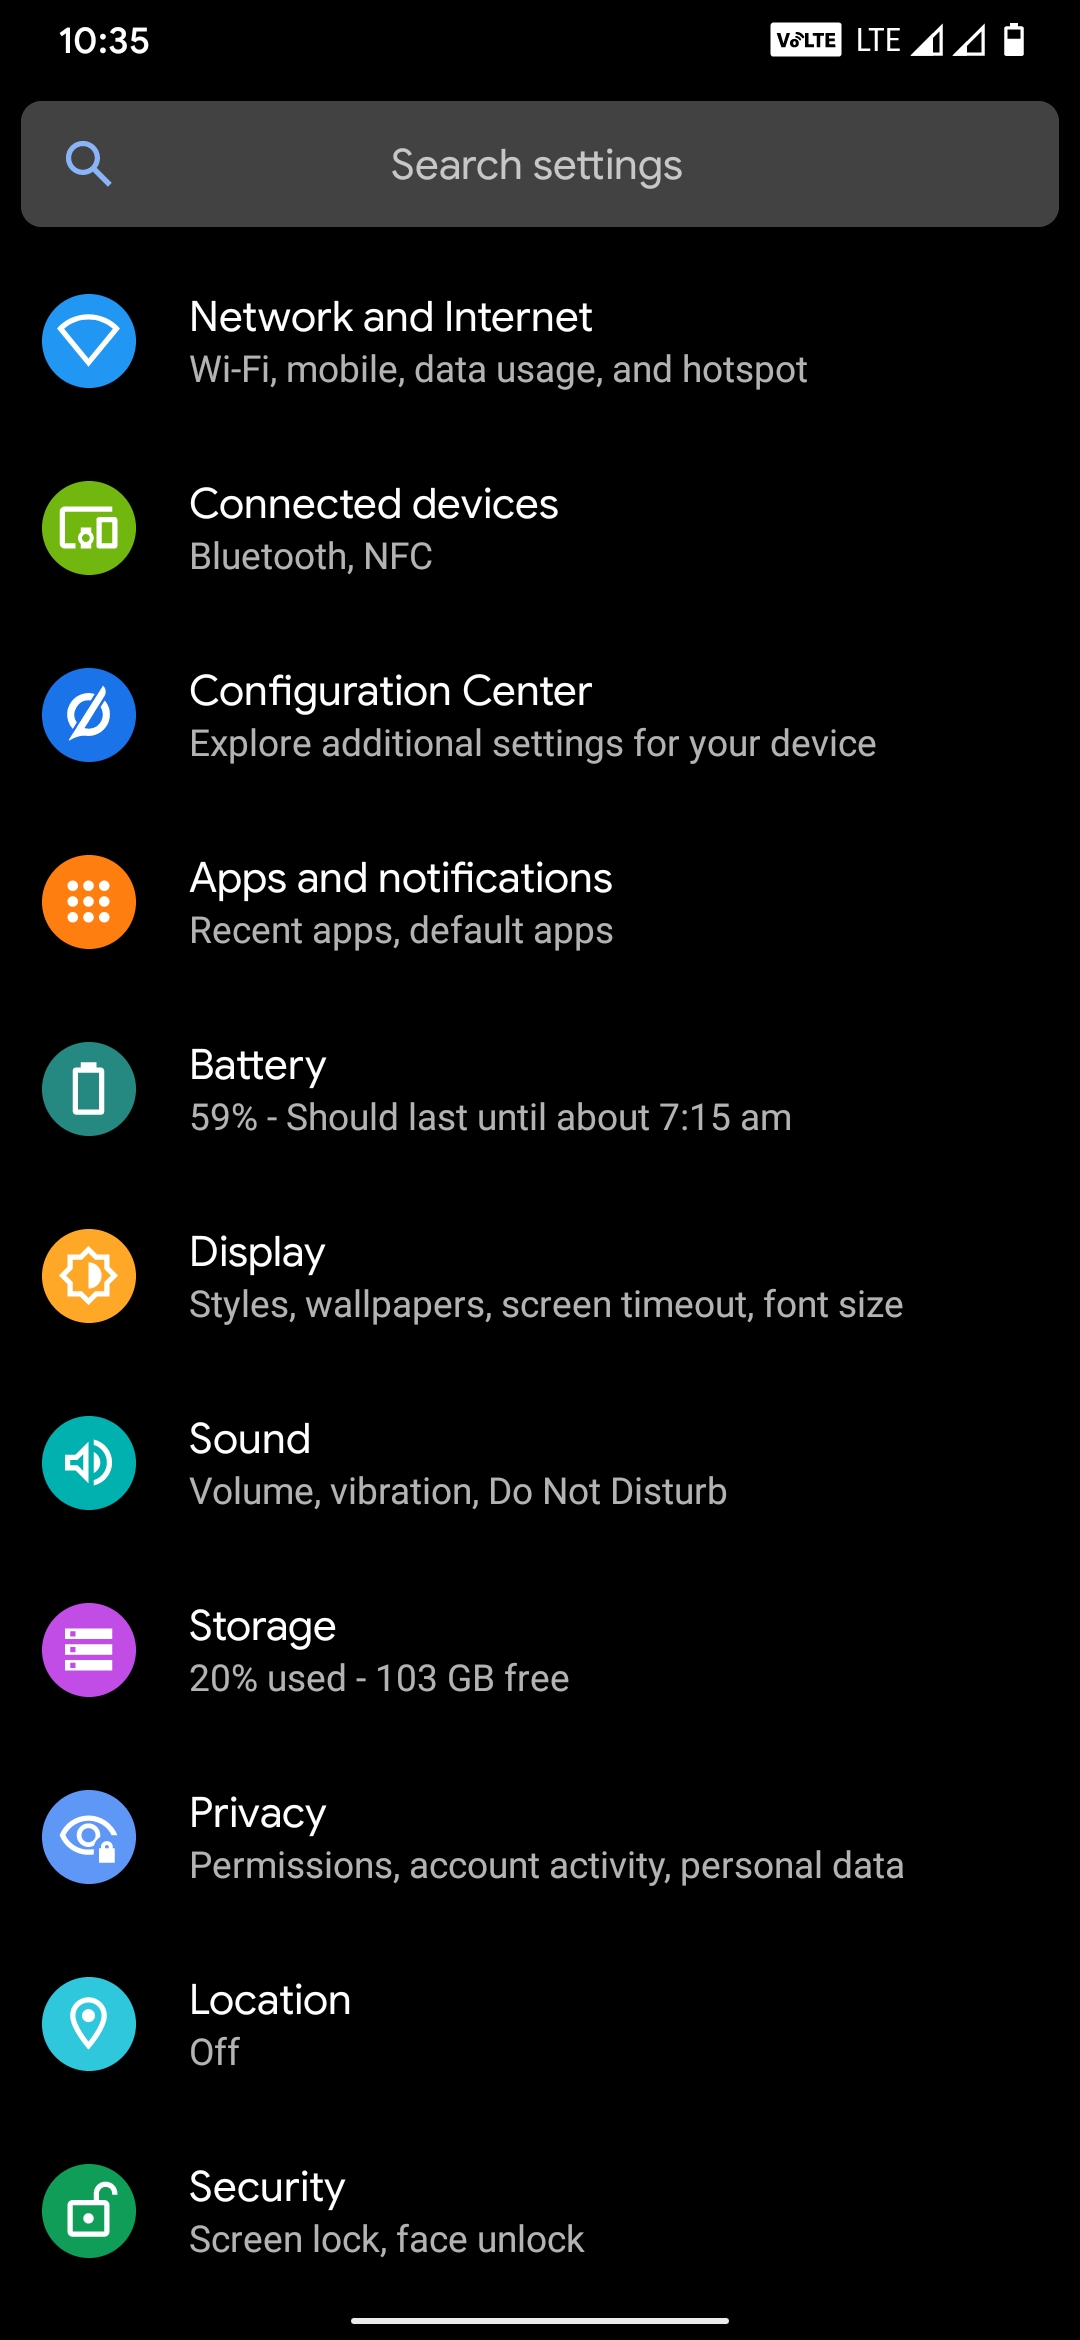 10:35 VoLTE LTE
Search settings
Network and Internet
Wi-Fi, mobile, data usage, and hotspot
Connected devices
Bluetooth, NFC
Configuration Center
Explore additional settings for your device
Apps and notifications
Recent apps, default apps
Battery
59% - Should last until about 7:15 am
Display
Styles, wallpapers, screen timeout, font size
Sound
Volume, vibration, Do Not Disturb
Storage
20% used - 103 GB free
Privacy
Permissions, account activity, personal data
Location
Off
Security
Screen lock, face unlock